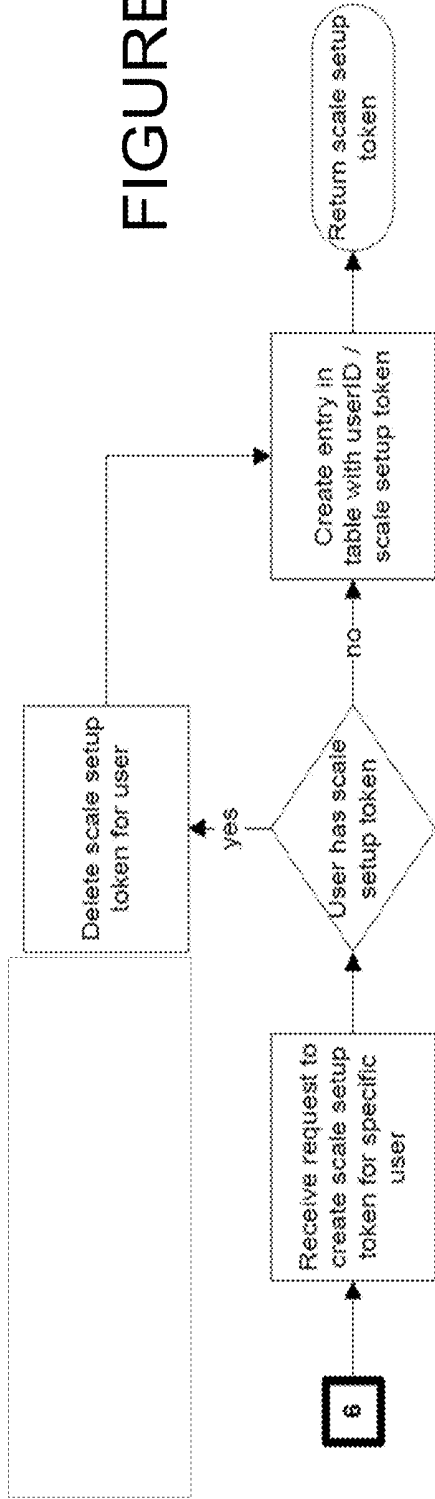 FIGURE
6
Receive request to
create scale setup
token for specific
user
User has scale
setup token
yes
Delete scale setup
token for user
no
Create entry in
table with userID /
scale setup token
Return scale setup
token